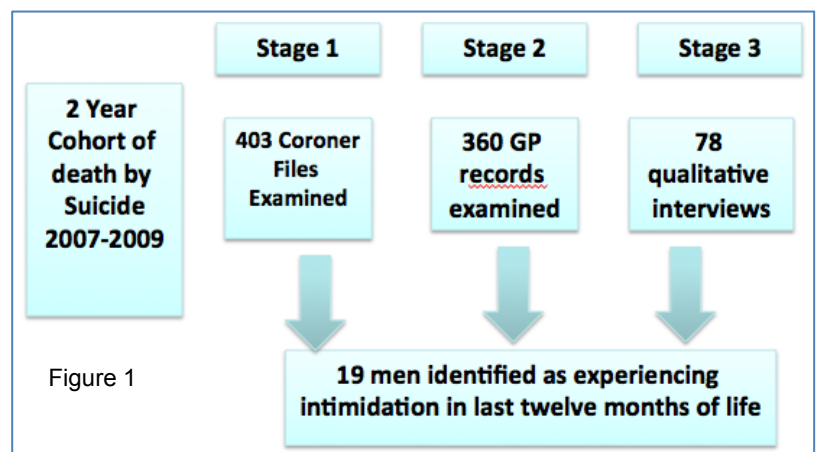 Stage 1
Stage 2
Stage 3
2 Year
Cohort of
death by
Suicide
2007-2009
403 Coroner
Files
Examined
360 GP
records
examined
78
qualitative
interviews
Figure 1
19 men identified as experiencing
intimidation in last twelve months of life